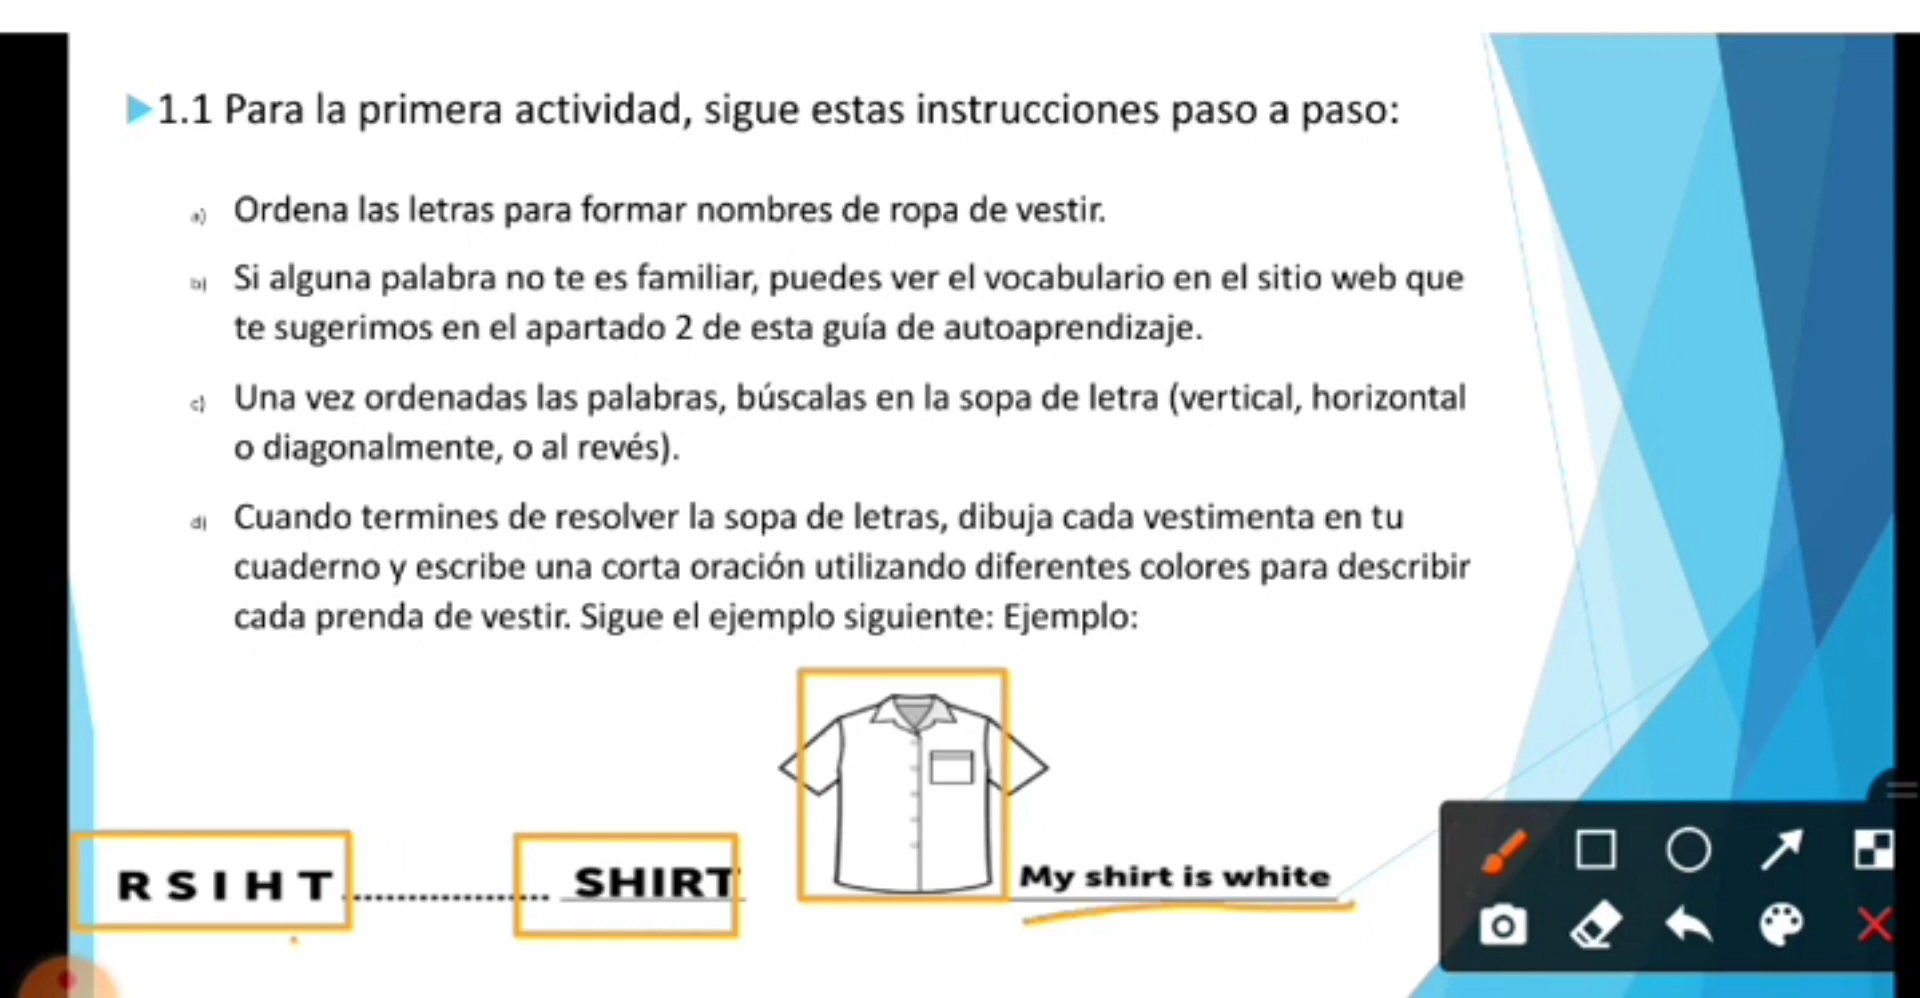 1.1 Para la primera actividad, sigue estas instrucciones paso a paso:
a) Ordena las letras para formar nombres de ropa de vestir.
b) Si alguna palabra no te es familiar, puedes ver el vocabulario en el sitio web que
te sugerimos en el apartado 2 de esta guía de autoaprendizaje.
c) Una vez ordenadas las palabras, búscalas en la sopa de letra (vertical, horizontal
o diagonalmente, o al revés).
d) Cuando termines de resolver la sopa de letras, dibuja cada vestimenta en tu
cuaderno y escribe una corta oración utilizando diferentes colores para describir
cada prenda de vestir. Sigue el ejemplo siguiente: Ejemplo:
R S I H T .................... SHIRT My shirt is white